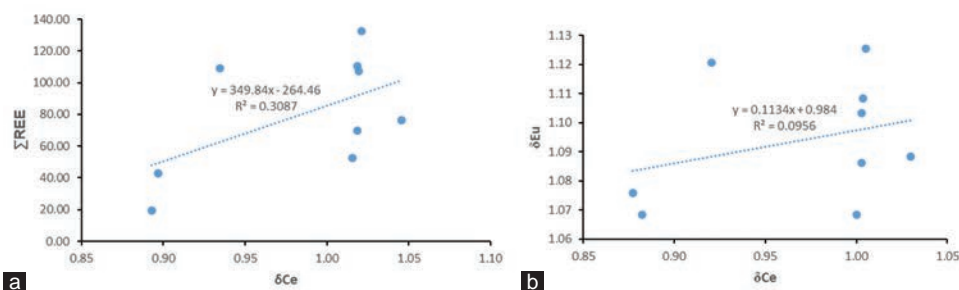 140.00
120.00
100.00
80.00
60.00
40.00
20.00
0.00
ΣREE
y = 349.84x - 264.46
R² = 0.3087
0.85 0.90 0.95 1.00 1.05 1.10
δCe
a
1.13
1.12
1.11
1.10
1.09
1.08
1.07
1.06
δEu
y = 0.1134x + 0.984
R² = 0.0956
0.85 0.90 0.95 1.00 1.05
δCe
b